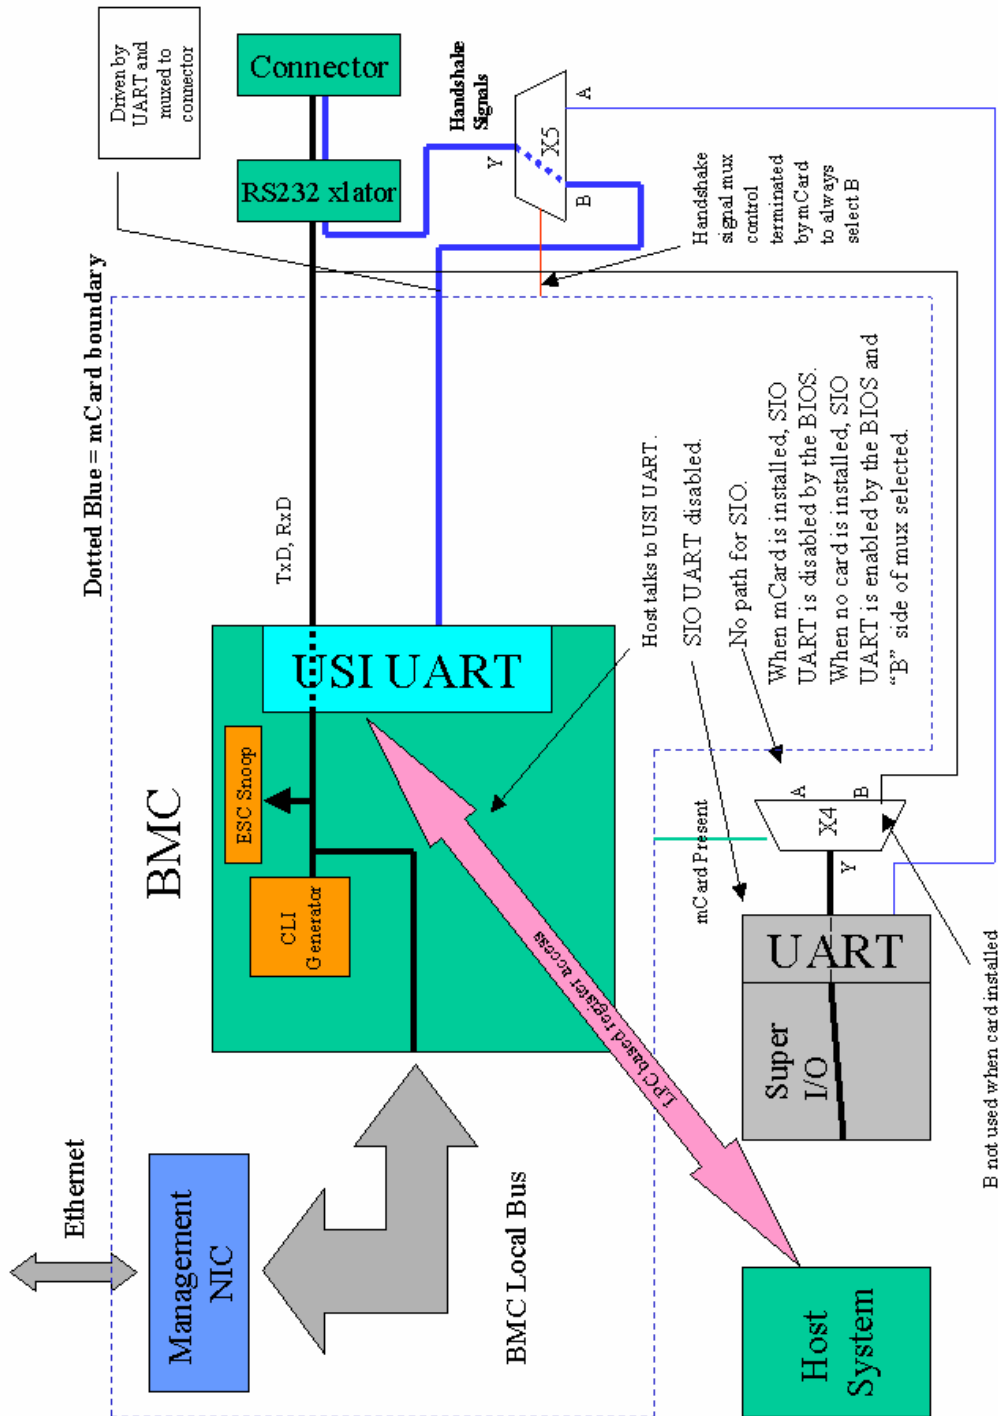 Ethernet
Management
NIC
BMC Local Bus
Dotted Blue = mCard boundary
BMC
CLI
Generator
ESC Snoop
USI UART
TxD, RxD
Driven by
UART and
muxed to
connector
Connector
RS232 xlator
Handshake
Signals
Y
X5
A
B
Handshake
signal mux
control
terminated
by mCard
to always
select B
Host talks to USI UART.
SIO UART disabled.
No path for SIO.
When mCard is installed, SIO
UART is disabled by the BIOS.
When no card is installed, SIO
UART is enabled by the BIOS and
“B” side of mux selected.
LPC based register access
mCard Present
A
B
X4
Y
UART
Super
I/O
Host
System
B not used when card installed